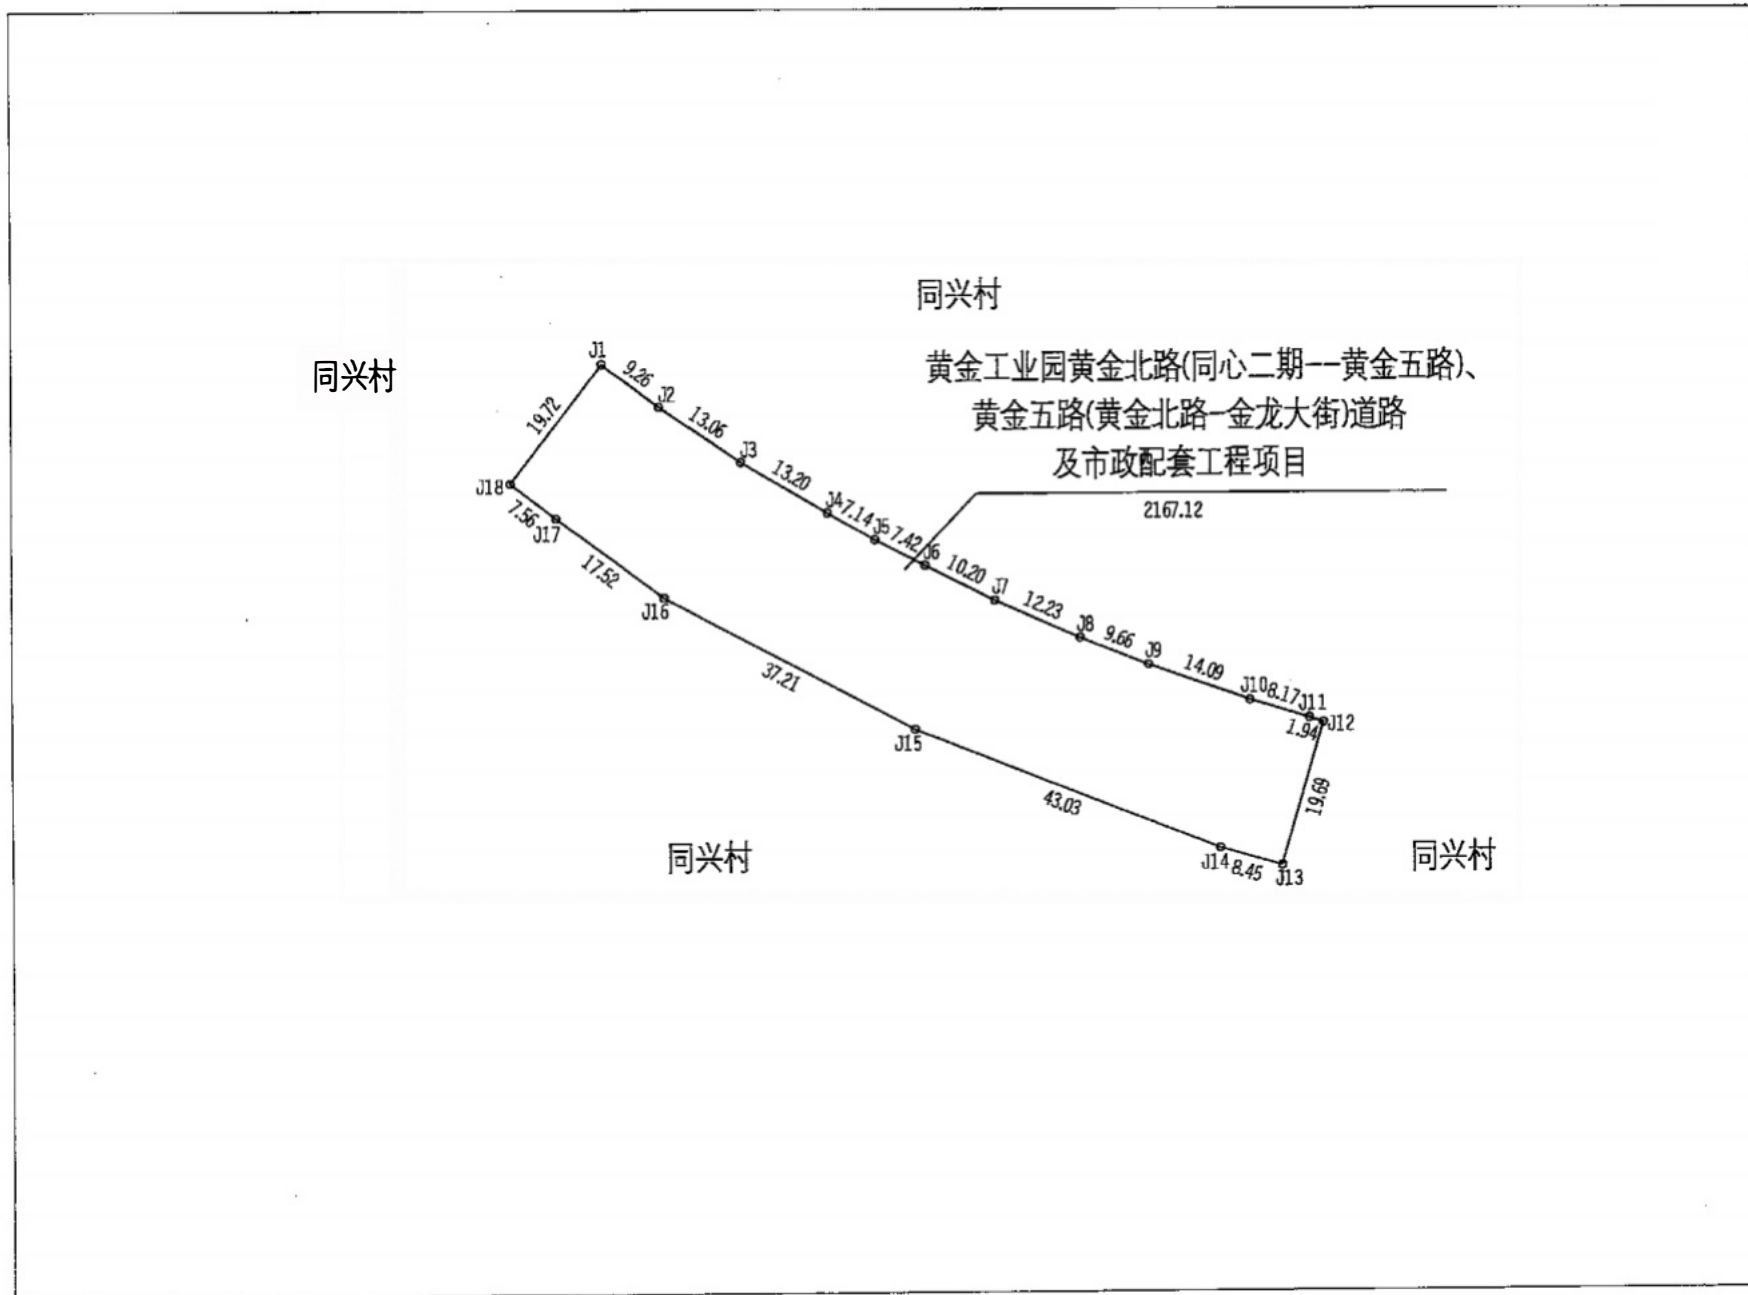 同兴村
同兴村
黄金工业园黄金北路(同心二期--黄金五路)、
黄金五路(黄金北路-金龙大街)道路
及市政配套工程项目
2167.12
J1
9.26
J2
13.06
J3
13.20
J4
7.14
J5
7.42
J6
10.20
J7
12.23
J8
9.66
J9
14.09
J10
8.17
J11
1.94
J12
19.69
J13
8.45
J14
43.03
J15
37.21
J16
17.52
J17
7.56
J18
19.72
同兴村
同兴村